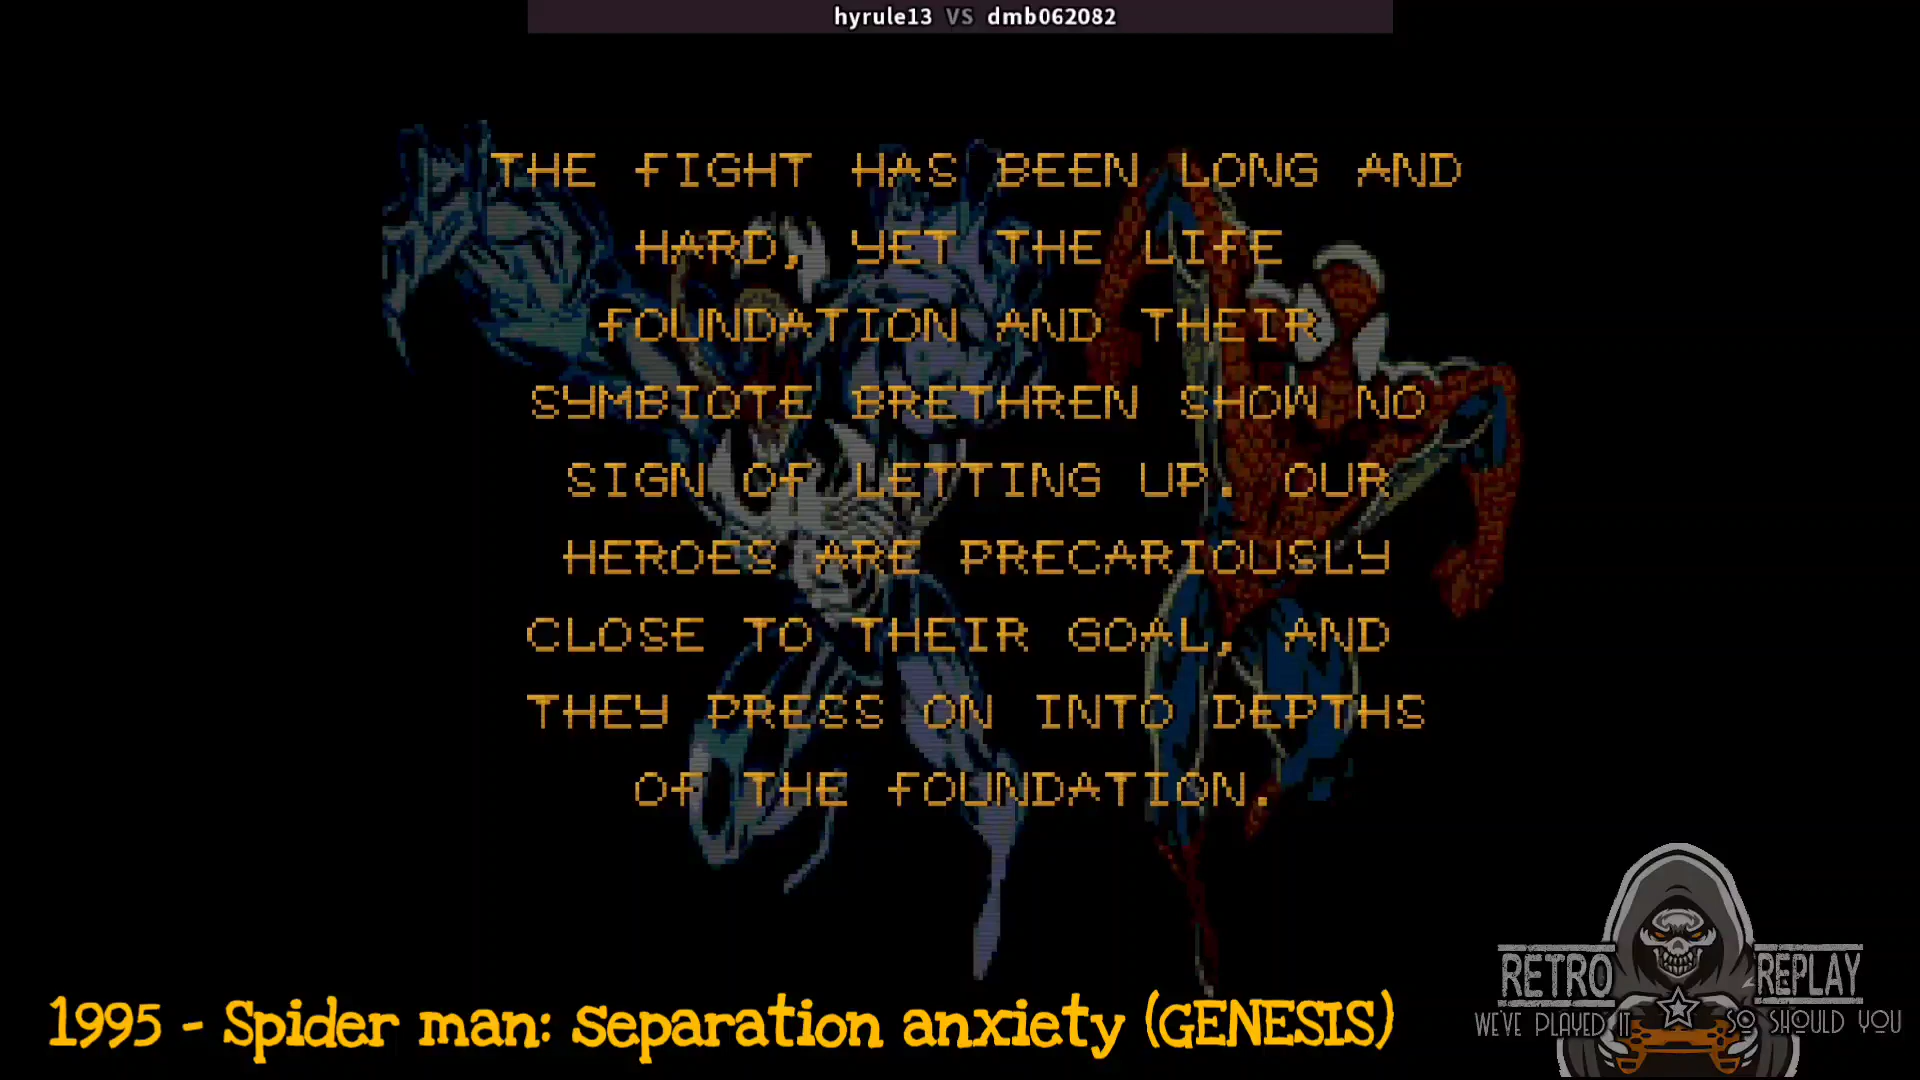 hyrule13 VS dmb062082
THE FIGHT HAS BEEN LONG AND
HARD, YET THE LIFE
FOUNDATION AND THEIR
SYMBIOTE BRETHREN SHOW NO
SIGN OF LETTING UP. OUR
HEROES ARE PRECARIOUSLY
CLOSE TO THEIR GOAL, AND
THEY PRESS ON INTO DEPTHS
OF THE FOUNDATION.
RETRO REPLAY
WE'VE PLAYED IT SO SHOULD YOU
1995 - Spider man: separation anxiety (GENESIS)